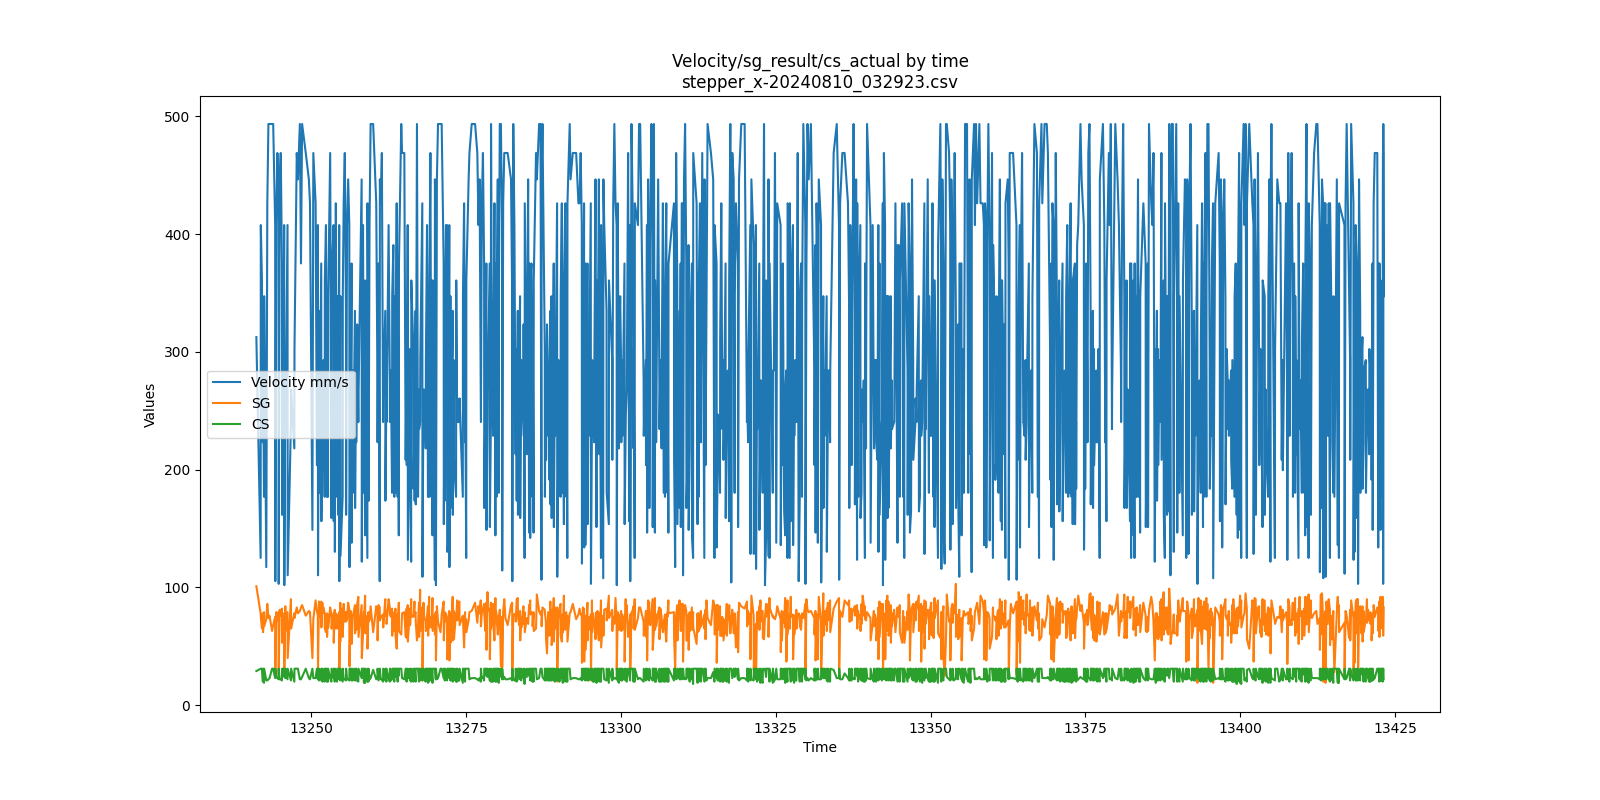 Velocity/sg_result/cs_actual by time
stepper_x-20240810_032923.csv
500
400
300
200
100
0
Values
Velocity mm/s
SG
CS
13250
13275
13300
13325
13350
13375
13400
13425
Time